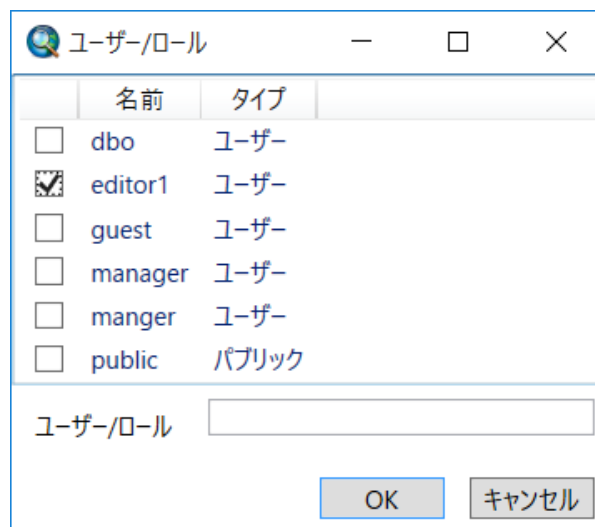 ユーザー/ロール
名前 タイプ
dbo ユーザー
editor1 ユーザー
guest ユーザー
manager ユーザー
manger ユーザー
public パブリック
ユーザー/ロール
OK キャンセル